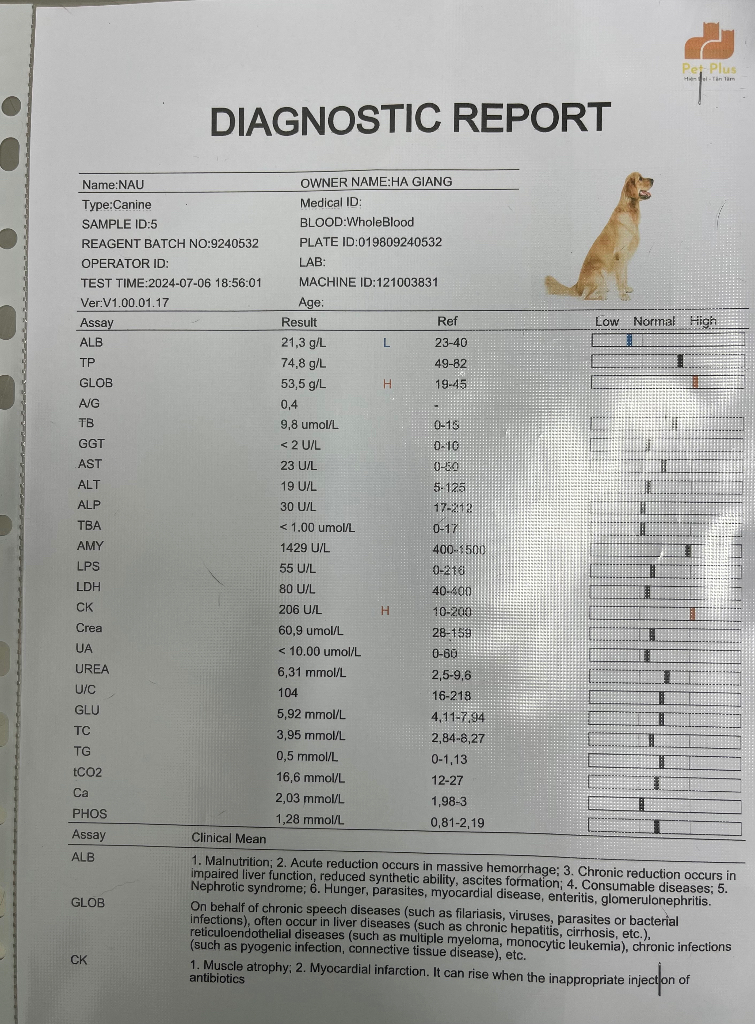 Pet Plus
DIAGNOSTIC REPORT
Name:NAU OWNER NAME:HA GIANG
Type:Canine Medical ID:
SAMPLE ID:5 BLOOD:WholeBlood
REAGENT BATCH NO:9240532 PLATE ID:019809240532
OPERATOR ID: LAB:
TEST TIME:2024-07-06 18:56:01 MACHINE ID:121003831
Ver:V1.00.01.17 Age:
Assay Result Ref Low Normal High
ALB 21,3 g/L L 23-40
TP 74,8 g/L 49-82
GLOB 53,5 g/L H 19-45
A/G 0,4 -
TB 9,8 umol/L 0-15
GGT < 2 U/L 0-10
AST 23 U/L 0-50
ALT 19 U/L 5-125
ALP 30 U/L 17-212
TBA < 1.00 umol/L 0-17
AMY 1429 U/L 400-1500
LPS 55 U/L 0-216
LDH 80 U/L 40-400
CK 206 U/L H 10-200
Crea 60,9 umol/L 28-159
UA < 10.00 umol/L 0-60
UREA 6,31 mmol/L 2,5-9,6
U/C 104 16-218
GLU 5,92 mmol/L 4,11-7,94
TC 3,95 mmol/L 2,84-8,27
TG 0,5 mmol/L 0-1,13
tCO2 16,6 mmol/L 12-27
Ca 2,03 mmol/L 1,98-3
PHOS 1,28 mmol/L 0,81-2,19
Assay Clinical Mean
ALB 1. Malnutrition; 2. Acute reduction occurs in massive hemorrhage; 3. Chronic reduction occurs in
impaired liver function, reduced synthetic ability, ascites formation; 4. Consumable diseases; 5.
Nephrotic syndrome; 6. Hunger, parasites, myocardial disease, enteritis, glomerulonephritis.
GLOB On behalf of chronic speech diseases (such as filariasis, viruses, parasites or bacterial
infections), often occur in liver diseases (such as chronic hepatitis, cirrhosis, etc.),
reticuloendothelial diseases (such as multiple myeloma, monocytic leukemia), chronic infections
(such as pyogenic infection, connective tissue disease), etc.
CK 1. Muscle atrophy; 2. Myocardial infarction. It can rise when the inappropriate injection of
antibiotics